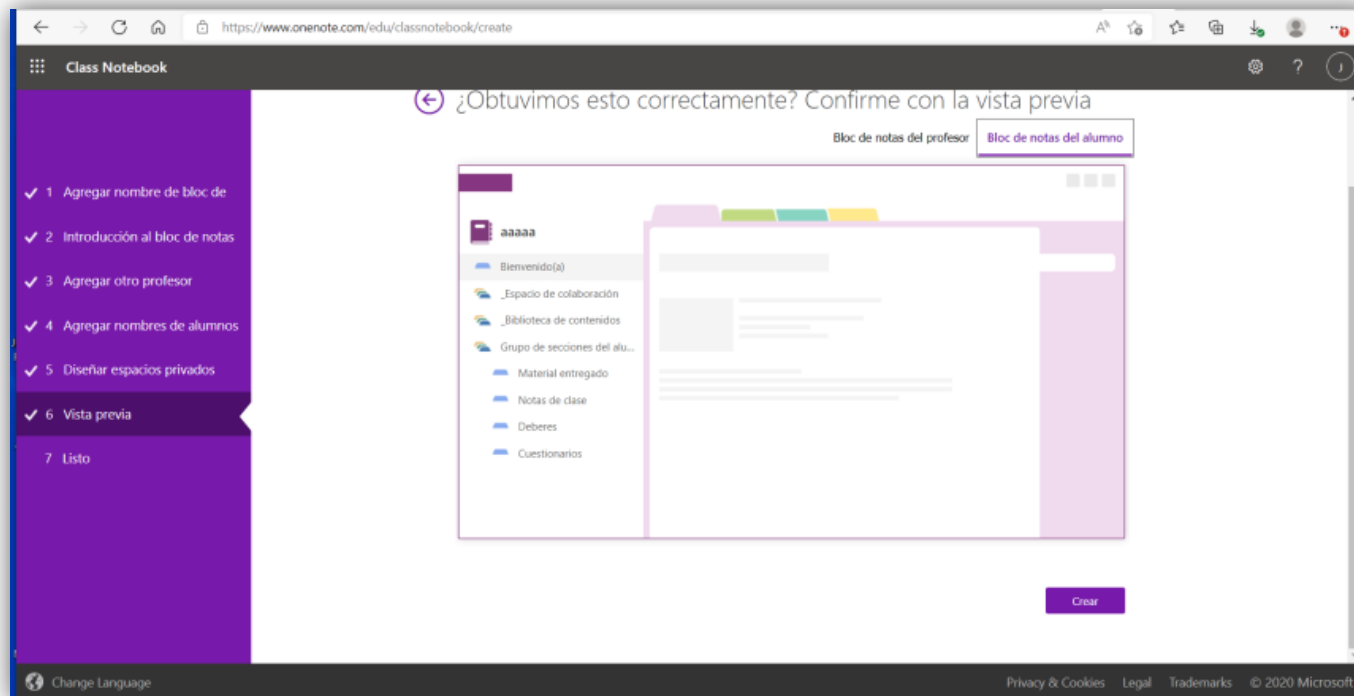 https://www.onenote.com/edu/classnotebook/create
Class Notebook
?
J
¿Obtuvimos esto correctamente? Confirme con la vista previa
Bloc de notas del profesor
Bloc de notas del alumno
1 Agregar nombre de bloc de
2 Introducción al bloc de notas
3 Agregar otro profesor
4 Agregar nombres de alumnos
5 Diseñar espacios privados
6 Vista previa
7 Listo
aaaaa
Bienvenido(a)
_Espacio de colaboración
_Biblioteca de contenidos
Grupo de secciones del alu...
Material entregado
Notas de clase
Deberes
Cuestionarios
Crear
Change Language
Privacy & Cookies Legal Trademarks © 2020 Microsoft